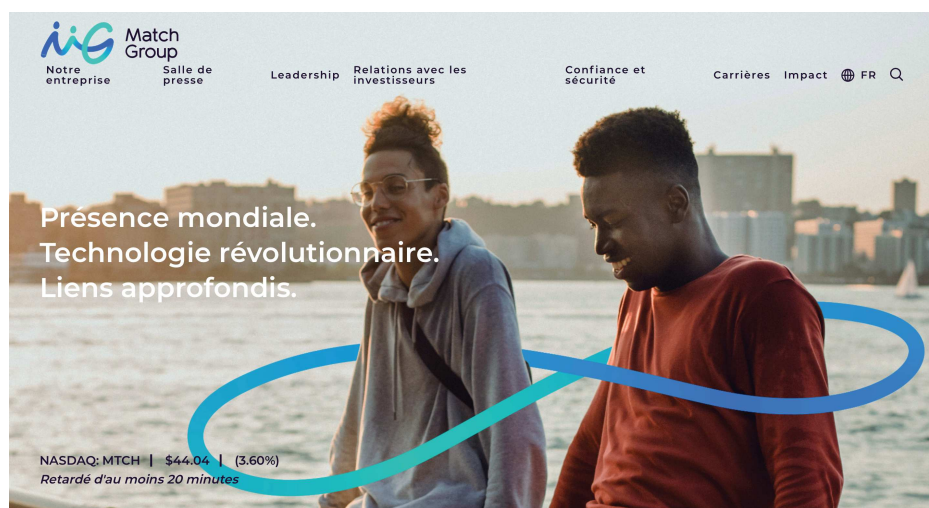 Match
Group
Notre
entreprise
Salle de
presse
Leadership
Relations avec les
investisseurs
Confiance et
sécurité
Carrières
Impact
FR
Présence mondiale.
Technologie révolutionnaire.
Liens approfondis.
NASDAQ: MTCH | $44.04 | (3.60%)
Retardé d'au moins 20 minutes